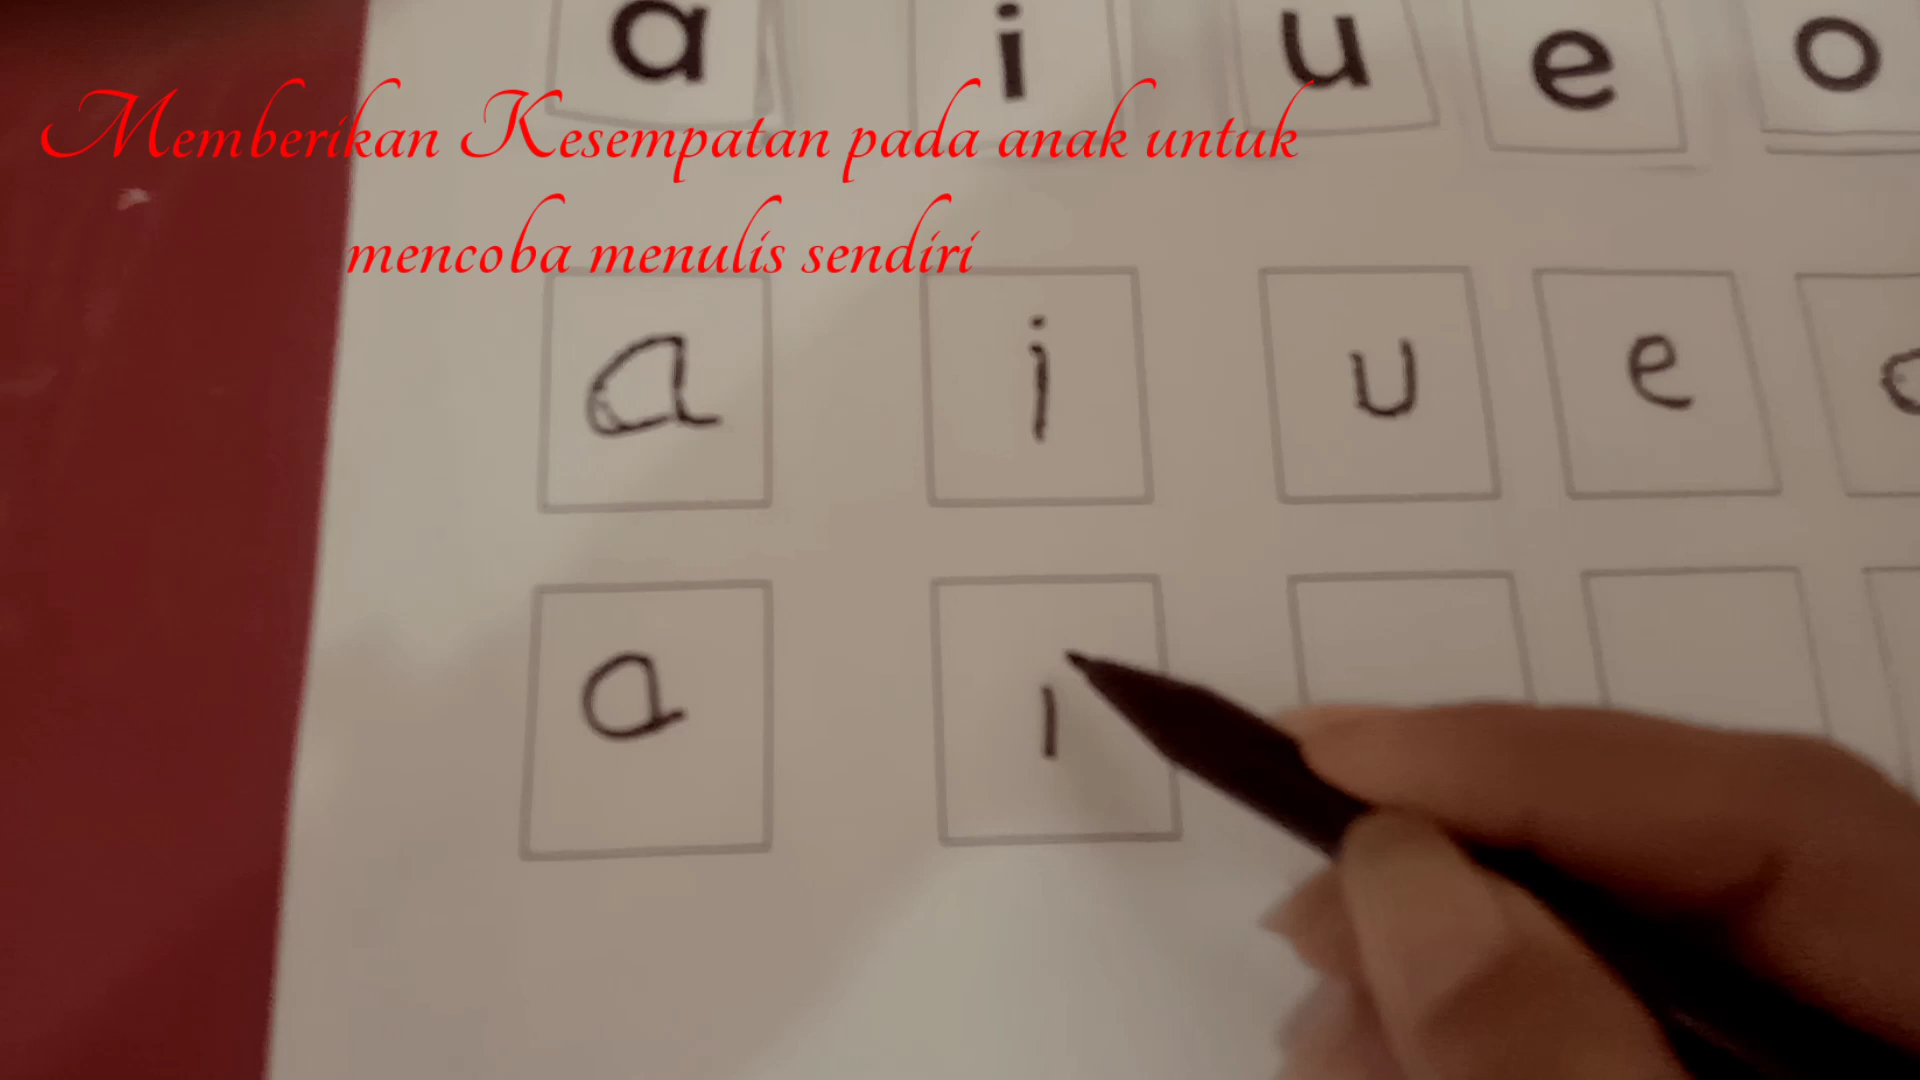 a i u e o
Memberikan Kesempatan pada anak untuk
mencoba menulis sendiri
a i u e o
a ı